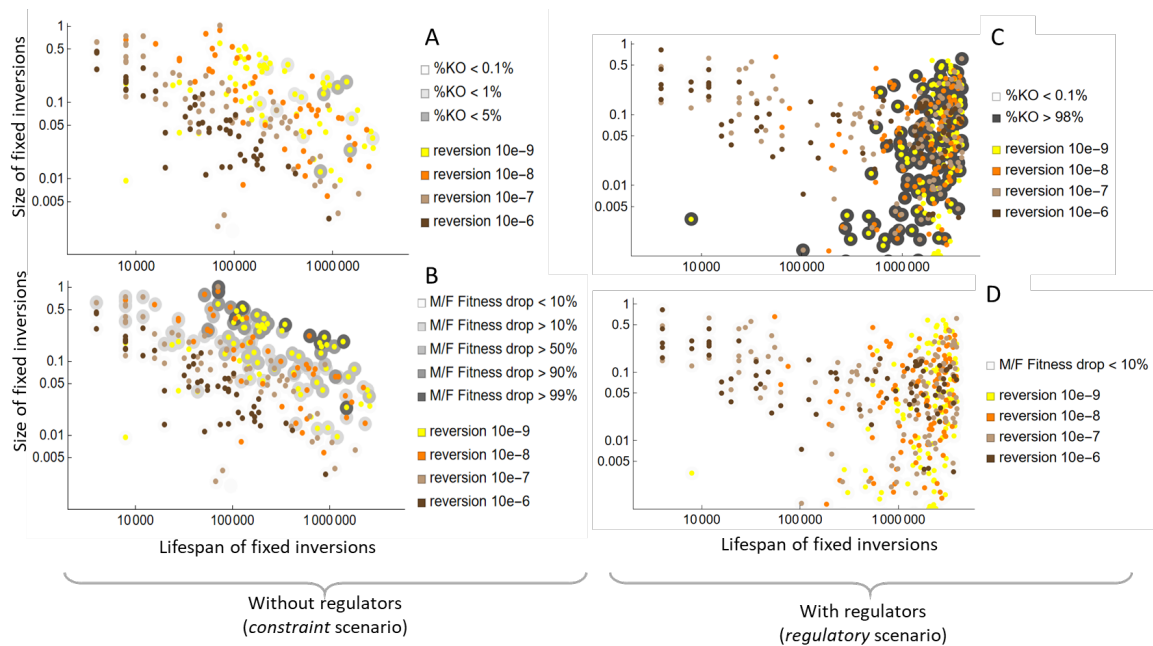 A
1
0.5
0.1
0.05
0.01
0.005
Size of fixed inversions
10 000
100 000
1 000 000
%KO < 0.1%
%KO < 1%
%KO < 5%
reversion 10e−9
reversion 10e−8
reversion 10e−7
reversion 10e−6
B
1
0.5
0.1
0.05
0.01
0.005
Size of fixed inversions
10 000
100 000
1 000 000
Lifespan of fixed inversions
M/F Fitness drop < 10%
M/F Fitness drop > 10%
M/F Fitness drop > 50%
M/F Fitness drop > 90%
M/F Fitness drop > 99%
reversion 10e−9
reversion 10e−8
reversion 10e−7
reversion 10e−6
Without regulators
(constraint scenario)
C
1
0.5
0.1
0.05
0.01
0.005
10 000
100 000
1 000 000
%KO < 0.1%
%KO > 98%
reversion 10e−9
reversion 10e−8
reversion 10e−7
reversion 10e−6
D
1
0.5
0.1
0.05
0.01
0.005
10 000
100 000
1 000 000
Lifespan of fixed inversions
M/F Fitness drop < 10%
reversion 10e−9
reversion 10e−8
reversion 10e−7
reversion 10e−6
With regulators
(regulatory scenario)